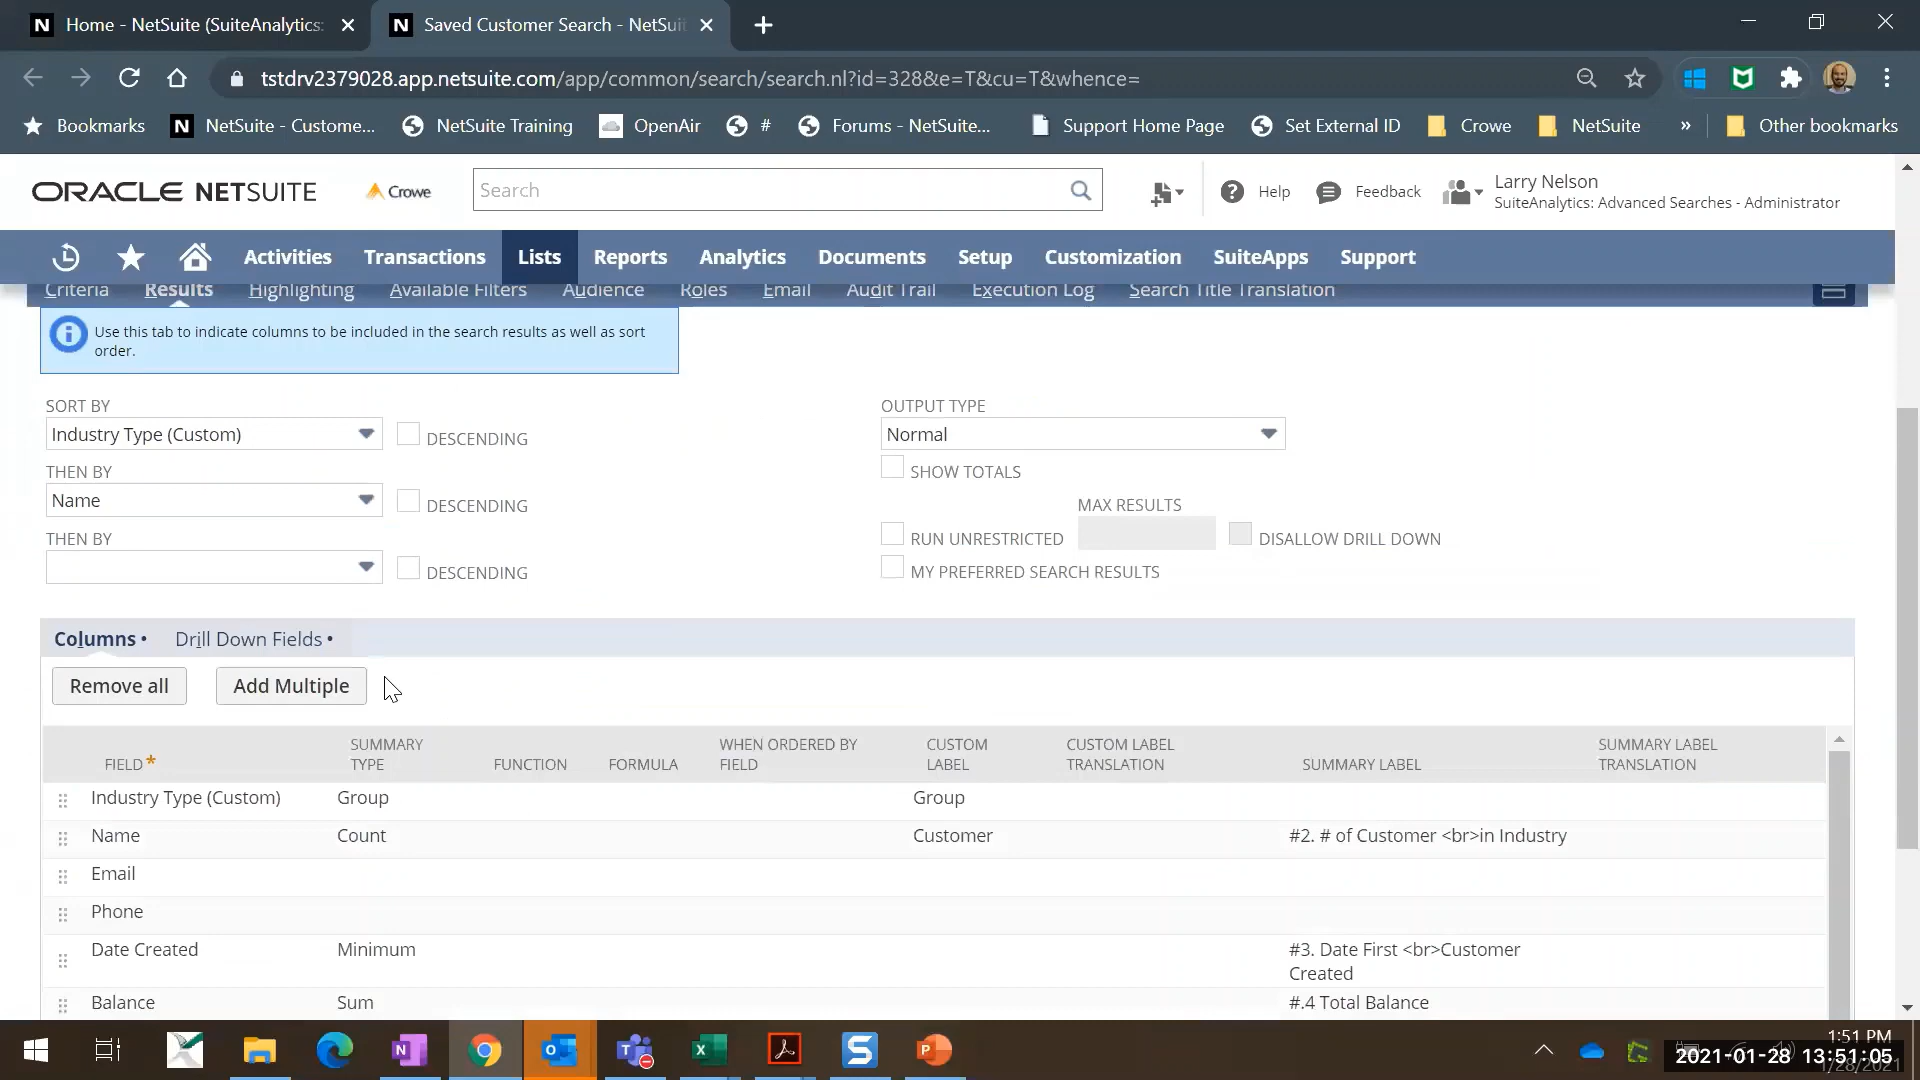 Home - NetSuite (SuiteAnalytics:
Saved Customer Search - NetSui
tstdrv2379028.app.netsuite.com/app/common/search/search.nl?id=328&e=T&cu=T&whence=
Bookmarks
NetSuite - Custome...
NetSuite Training
OpenAir
#
Forums - NetSuite...
Support Home Page
Set External ID
Crowe
NetSuite
»
Other bookmarks
ORACLE NETSUITE
Crowe
Search
Help
Feedback
Larry Nelson
SuiteAnalytics: Advanced Searches - Administrator
Activities
Transactions
Lists
Reports
Analytics
Documents
Setup
Customization
SuiteApps
Support
Criteria
Results
Highlighting
Available Filters
Audience
Roles
Email
Audit Trail
Execution Log
Search Title Translation
Use this tab to indicate columns to be included in the search results as well as sort
order.
SORT BY
Industry Type (Custom)
DESCENDING
THEN BY
Name
DESCENDING
THEN BY
DESCENDING
OUTPUT TYPE
Normal
SHOW TOTALS
MAX RESULTS
RUN UNRESTRICTED
DISALLOW DRILL DOWN
MY PREFERRED SEARCH RESULTS
Columns •
Drill Down Fields •
Remove all
Add Multiple
FIELD *
SUMMARY
TYPE
FUNCTION
FORMULA
WHEN ORDERED BY
FIELD
CUSTOM
LABEL
CUSTOM LABEL
TRANSLATION
SUMMARY LABEL
SUMMARY LABEL
TRANSLATION
Industry Type (Custom) Group Group
Name Count Customer #2. # of Customer <br>in Industry
Email
Phone
Date Created Minimum #3. Date First <br>Customer
Created
Balance Sum #.4 Total Balance
1:51 PM
2021-01-28 13:51:05